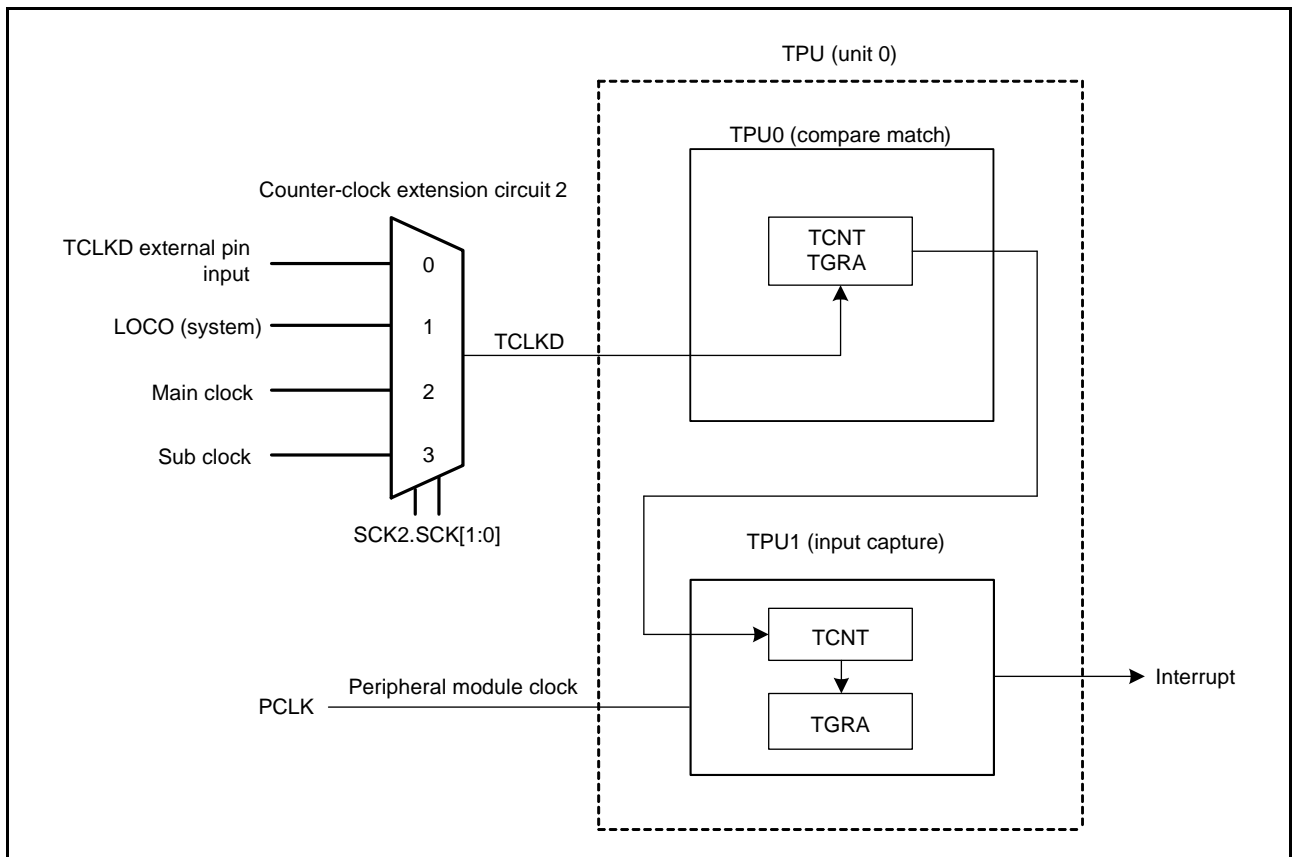 TPU (unit 0)
TPU0 (compare match)
Counter-clock extension circuit 2
TCLKD external pin
input
0
TCNT
TGRA
LOCO (system)
1
TCLKD
Main clock
2
Sub clock
3
SCK2.SCK[1:0]
TPU1 (input capture)
TCNT
Peripheral module clock
PCLK
TGRA
Interrupt